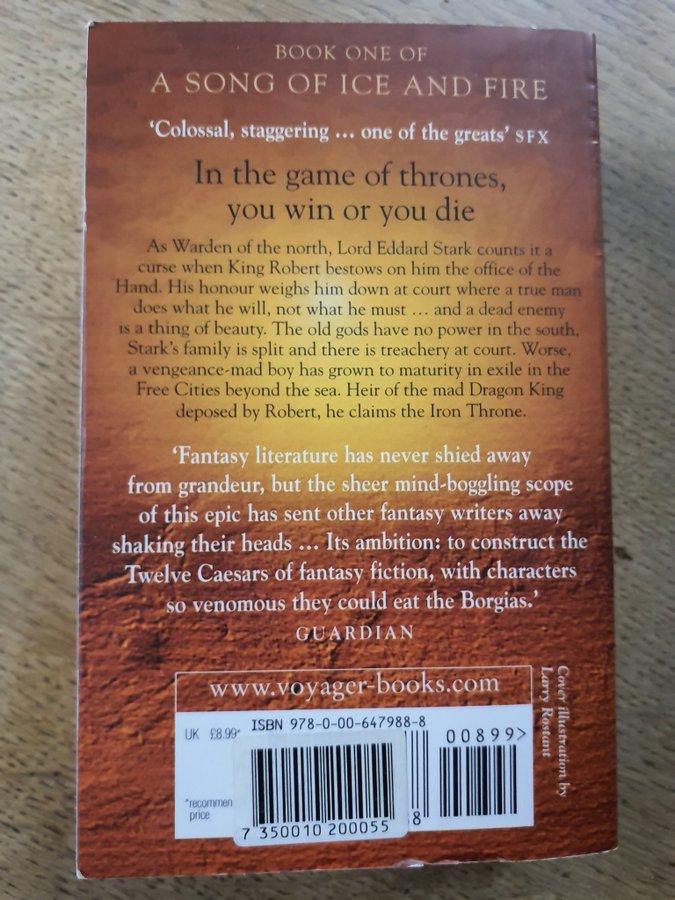 BOOK ONE OF
A SONG OF ICE AND FIRE
‘Colossal, staggering … one of the greats’ SFX
In the game of thrones,
you win or you die
As Warden of the north, Lord Eddard Stark counts it a
curse when King Robert bestows on him the office of the
Hand. His honour weighs him down at court where a true man
does what he will, not what he must … and a dead enemy
is a thing of beauty. The old gods have no power in the south,
Stark’s family is split and there is treachery at court. Worse,
a vengeance-mad boy has grown to maturity in exile in the
Free Cities beyond the sea. Heir of the mad Dragon King
deposed by Robert, he claims the Iron Throne.
‘Fantasy literature has never shied away
from grandeur, but the sheer mind-boggling scope
of this epic has sent other fantasy writers away
shaking their heads … Its ambition: to construct the
Twelve Caesars of fantasy fiction, with characters
so venomous they could eat the Borgias.’
GUARDIAN
www.voyager-books.com
Cover illustration by
Larry Rostant
ISBN 978-0-00-647988-8
UK £8.99*
00899>
*recommen
price
8
7 350010 200055